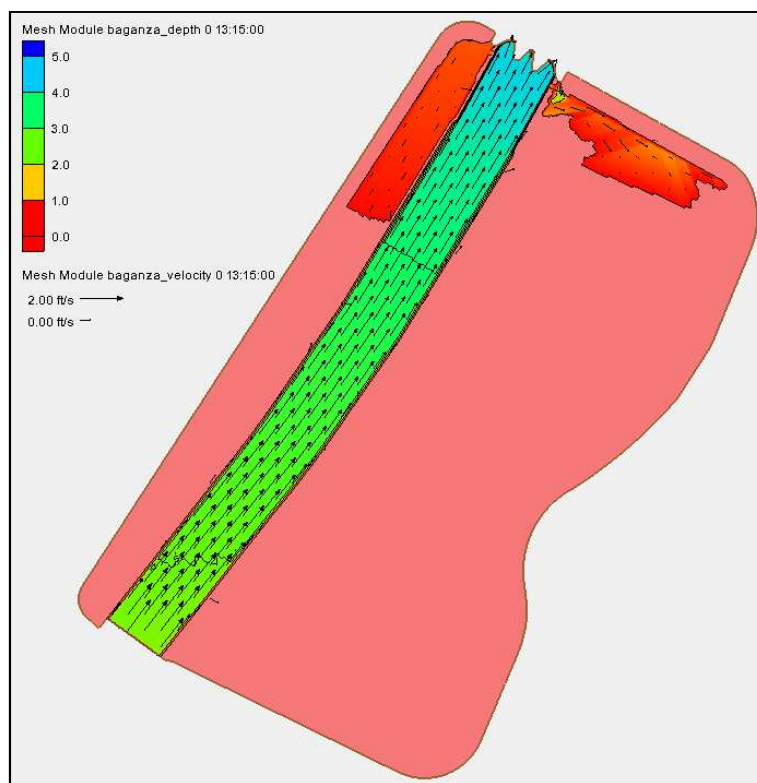 Mesh Module baganza_depth 0 13:15:00
5.0
4.0
3.0
2.0
1.0
0.0
Mesh Module baganza_velocity 0 13:15:00
2.00 ft/s
0.00 ft/s